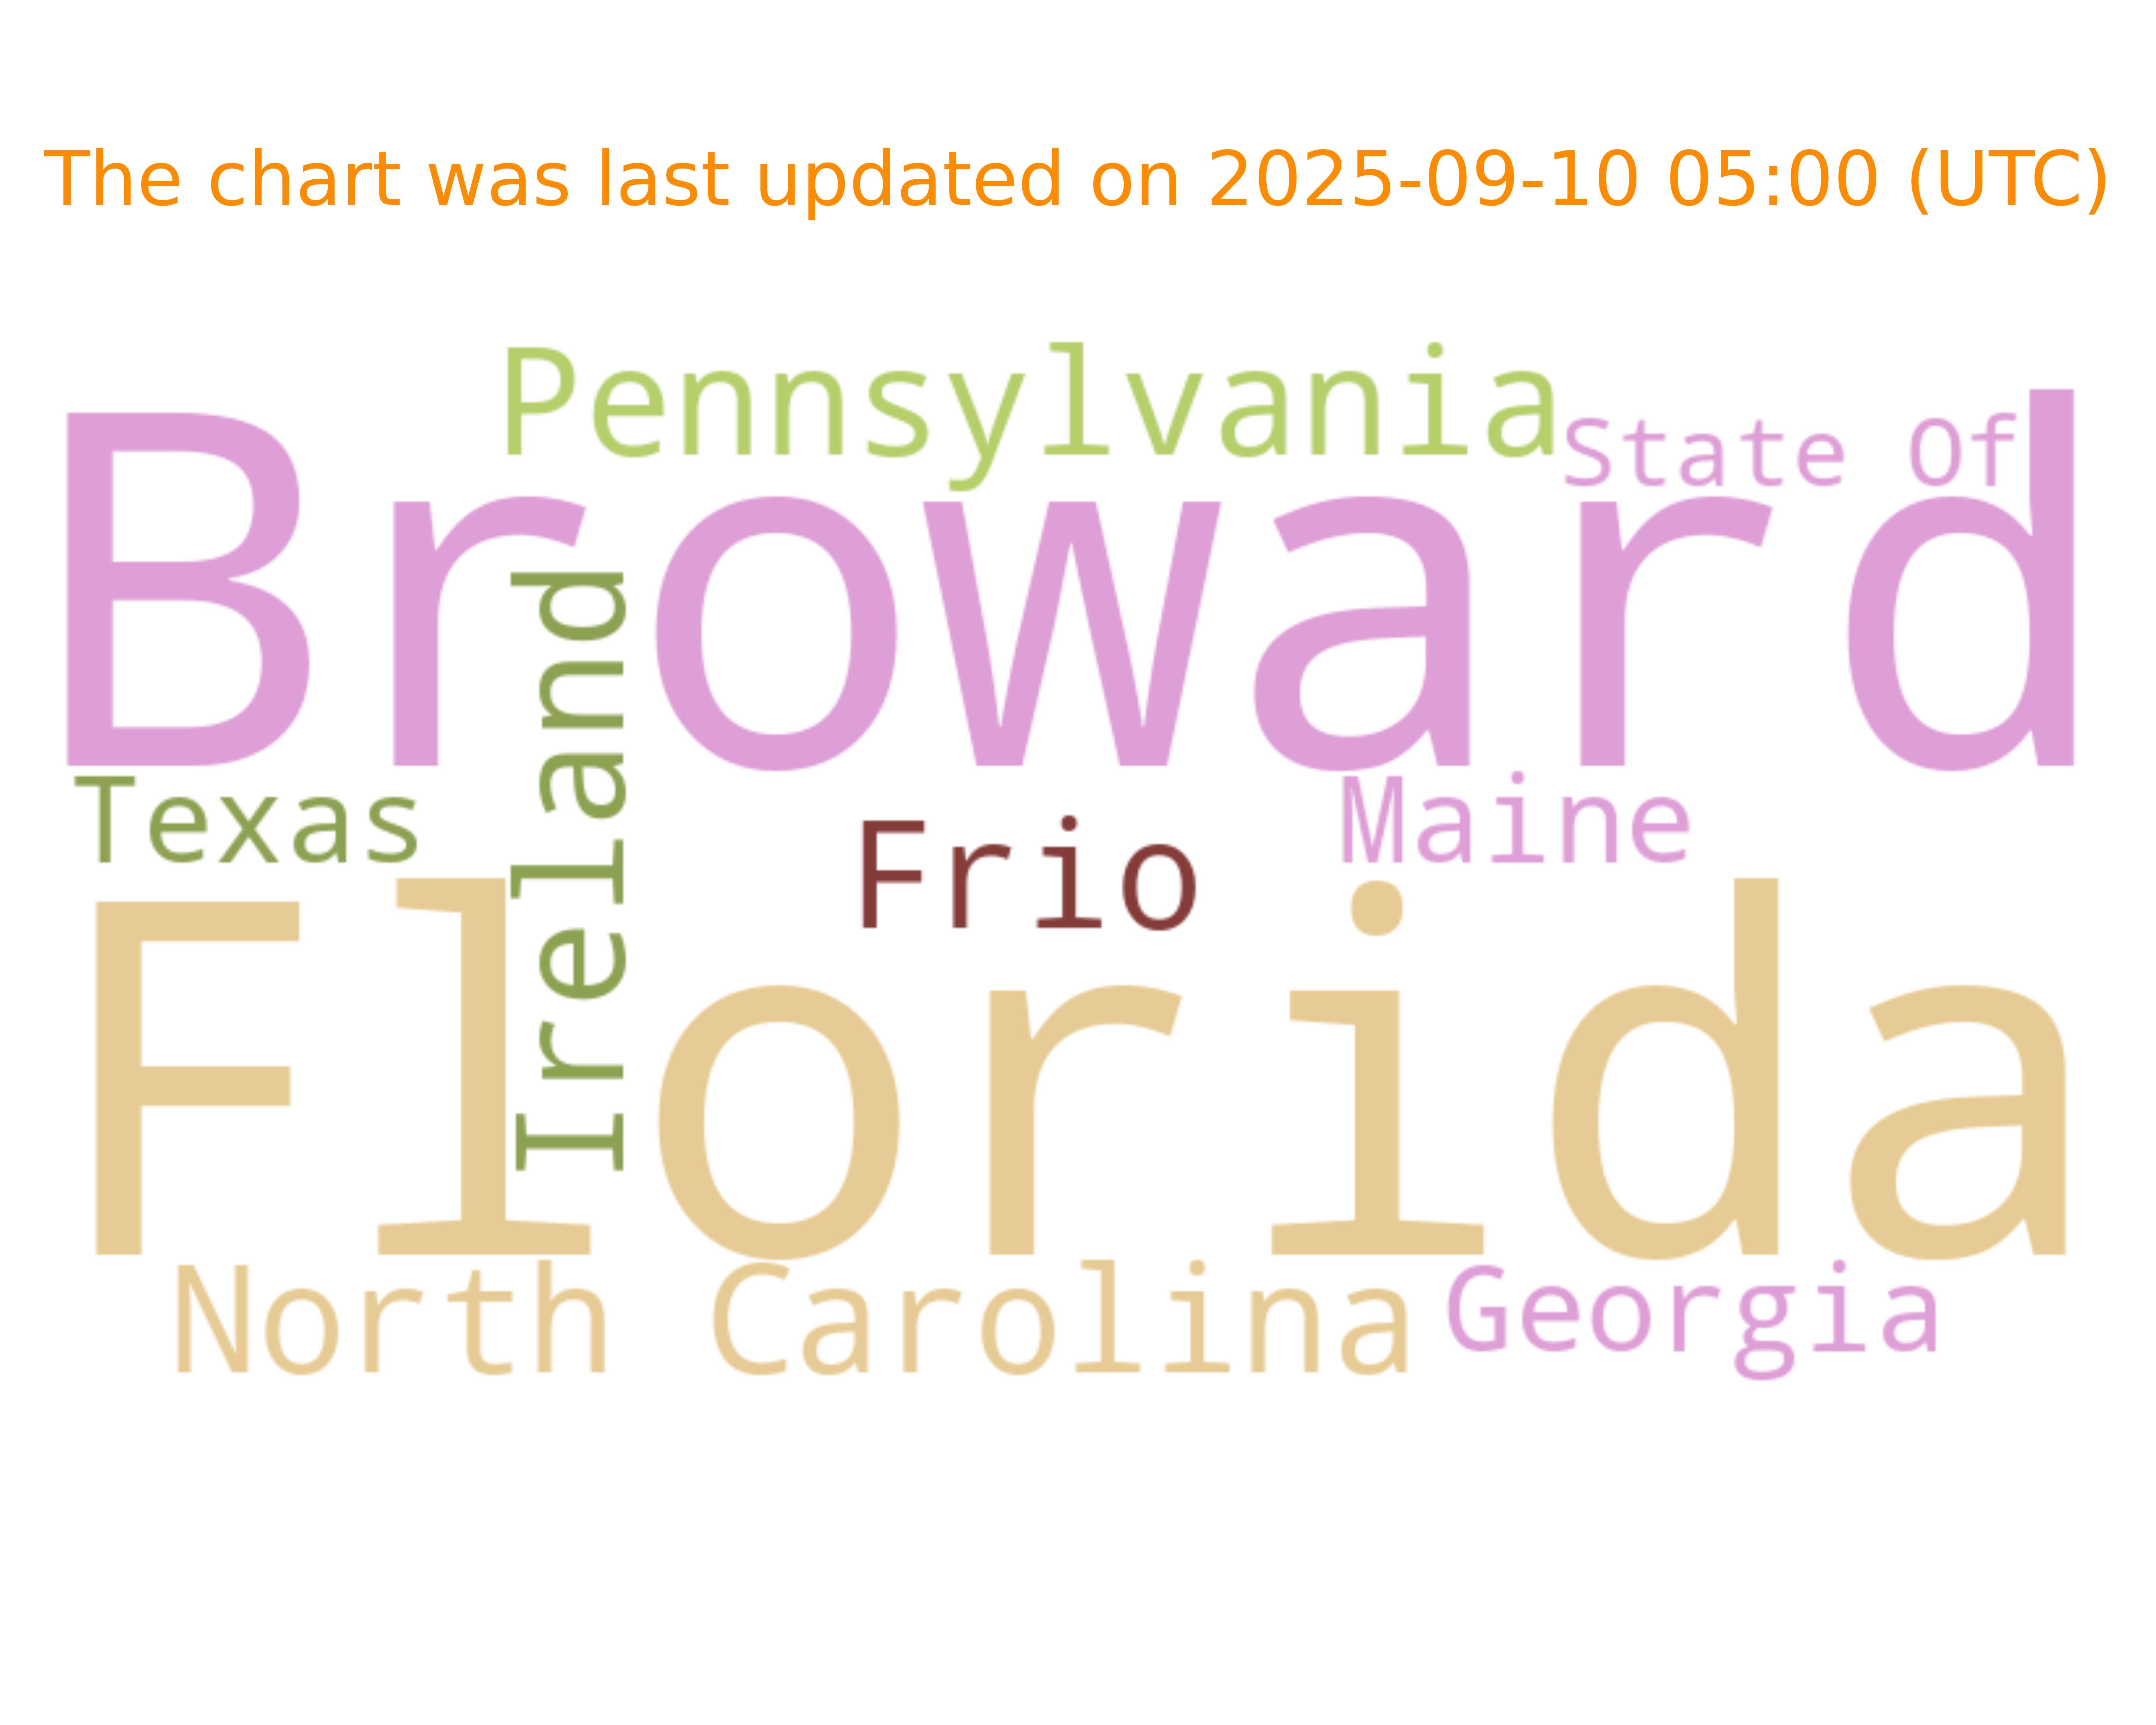 The chart was last updated on 2025-09-10 05:00 (UTC)
Pennsylvania
State Of
Broward
Ireland
Texas
Maine
Frio
Florida
North Carolina
Georgia